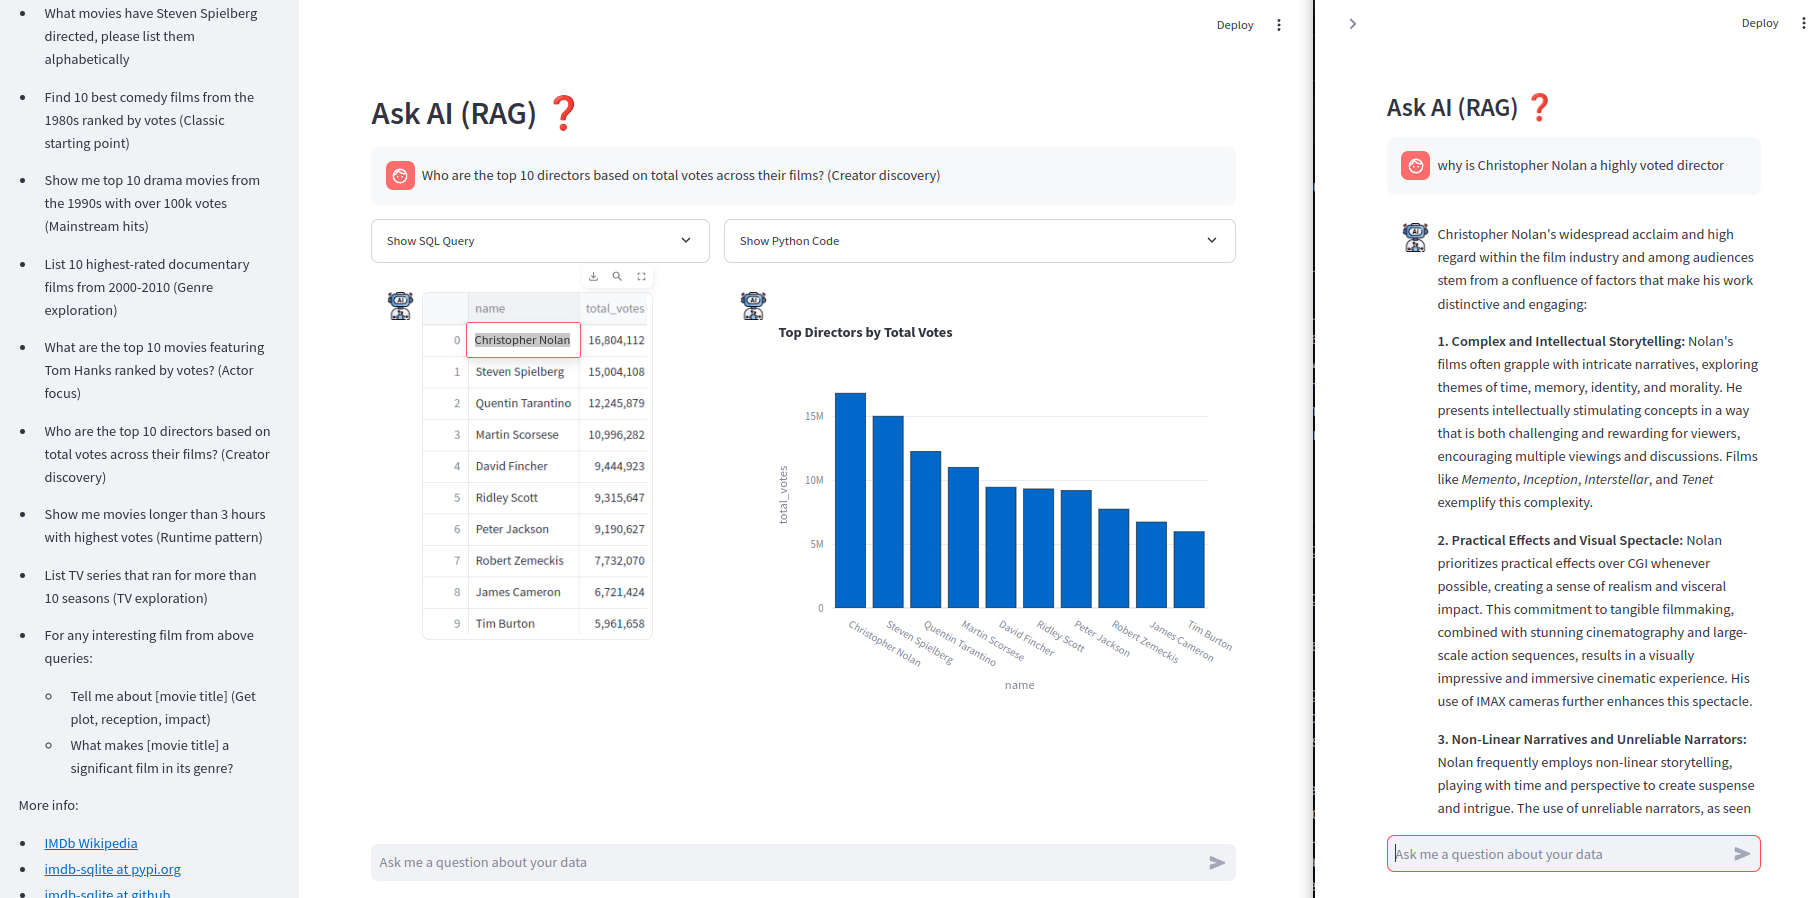 What movies have Steven Spielberg
directed, please list them
alphabetically
Find 10 best comedy films from the
1980s ranked by votes (Classic
starting point)
Show me top 10 drama movies from
the 1990s with over 100k votes
(Mainstream hits)
List 10 highest-rated documentary
films from 2000-2010 (Genre
exploration)
What are the top 10 movies featuring
Tom Hanks ranked by votes? (Actor
focus)
Who are the top 10 directors based on
total votes across their films? (Creator
discovery)
Show me movies longer than 3 hours
with highest votes (Runtime pattern)
List TV series that ran for more than
10 seasons (TV exploration)
For any interesting film from above
queries:
Tell me about [movie title] (Get
plot, reception, impact)
What makes [movie title] a
significant film in its genre?
More info:
IMDb Wikipedia
imdb-sqlite at pypi.org
imdb-sqlite at github
Deploy
Ask AI (RAG) ❓
Who are the top 10 directors based on total votes across their films? (Creator discovery)
Show SQL Query
Show Python Code
AI
name total_votes
0 Christopher Nolan 16,804,112
1 Steven Spielberg 15,004,108
2 Quentin Tarantino 12,245,879
3 Martin Scorsese 10,996,282
4 David Fincher 9,444,923
5 Ridley Scott 9,315,647
6 Peter Jackson 9,190,627
7 Robert Zemeckis 7,732,070
8 James Cameron 6,721,424
9 Tim Burton 5,961,658
AI
Top Directors by Total Votes
total_votes
15M
10M
5M
0
Christopher Nolan
Steven Spielberg
Quentin Tarantino
Martin Scorsese
David Fincher
Ridley Scott
Peter Jackson
Robert Zemeckis
James Cameron
Tim Burton
name
Ask me a question about your data
Deploy
Ask AI (RAG) ❓
why is Christopher Nolan a highly voted director
AI
Christopher Nolan's widespread acclaim and high
regard within the film industry and among audiences
stem from a confluence of factors that make his work
distinctive and engaging:
1. Complex and Intellectual Storytelling: Nolan's
films often grapple with intricate narratives, exploring
themes of time, memory, identity, and morality. He
presents intellectually stimulating concepts in a way
that is both challenging and rewarding for viewers,
encouraging multiple viewings and discussions. Films
like Memento, Inception, Interstellar, and Tenet
exemplify this complexity.
2. Practical Effects and Visual Spectacle: Nolan
prioritizes practical effects over CGI whenever
possible, creating a sense of realism and visceral
impact. This commitment to tangible filmmaking,
combined with stunning cinematography and large-
scale action sequences, results in a visually
impressive and immersive cinematic experience. His
use of IMAX cameras further enhances this spectacle.
3. Non-Linear Narratives and Unreliable Narrators:
Nolan frequently employs non-linear storytelling,
playing with time and perspective to create suspense
and intrigue. The use of unreliable narrators, as seen
Ask me a question about your data